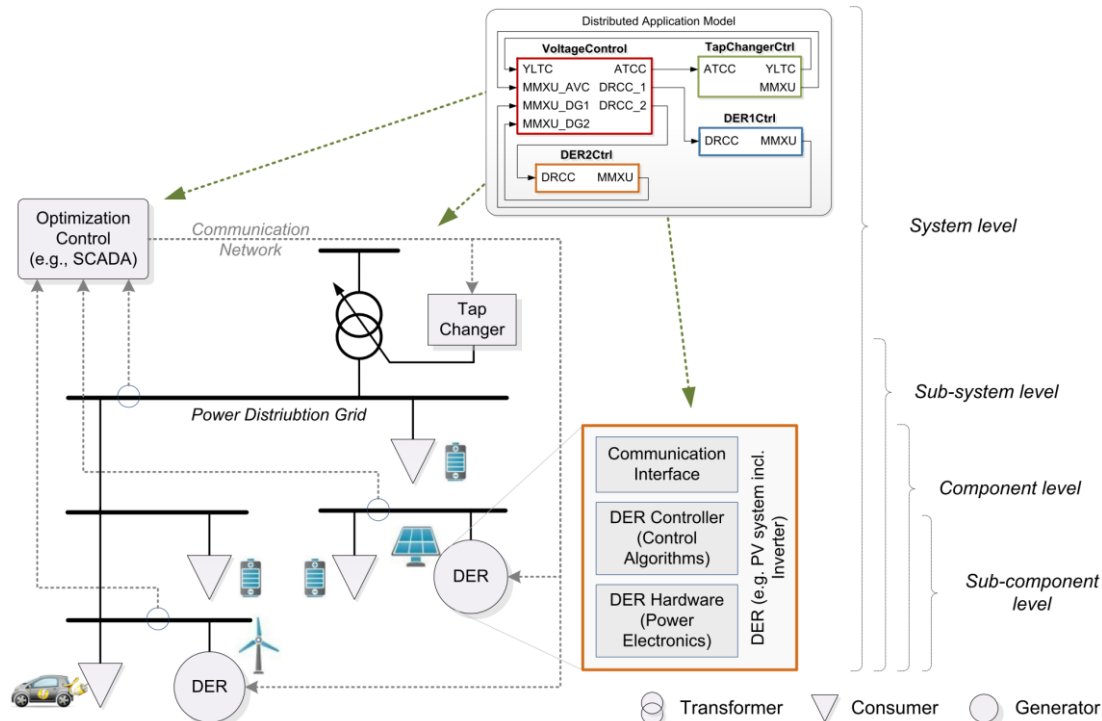 Distributed Application Model
VoltageControl
TapChangerCtrl
YLTC ATCC
MMXU_AVC DRCC_1
MMXU_DG1 DRCC_2
MMXU_DG2
ATCC YLTC
MMXU
DER1Ctrl
DRCC MMXU
DER2Ctrl
DRCC MMXU
Optimization
Control
(e.g., SCADA)
Communication
Network
System level
Tap
Changer
Power Distriubtion Grid
Sub-system level
Communication
Interface
DER Controller
(Control
Algorithms)
DER Hardware
(Power
Electronics)
DER (e.g. PV system incl.
Inverter)
Component level
Sub-component
level
DER
DER
Transformer
Consumer
Generator